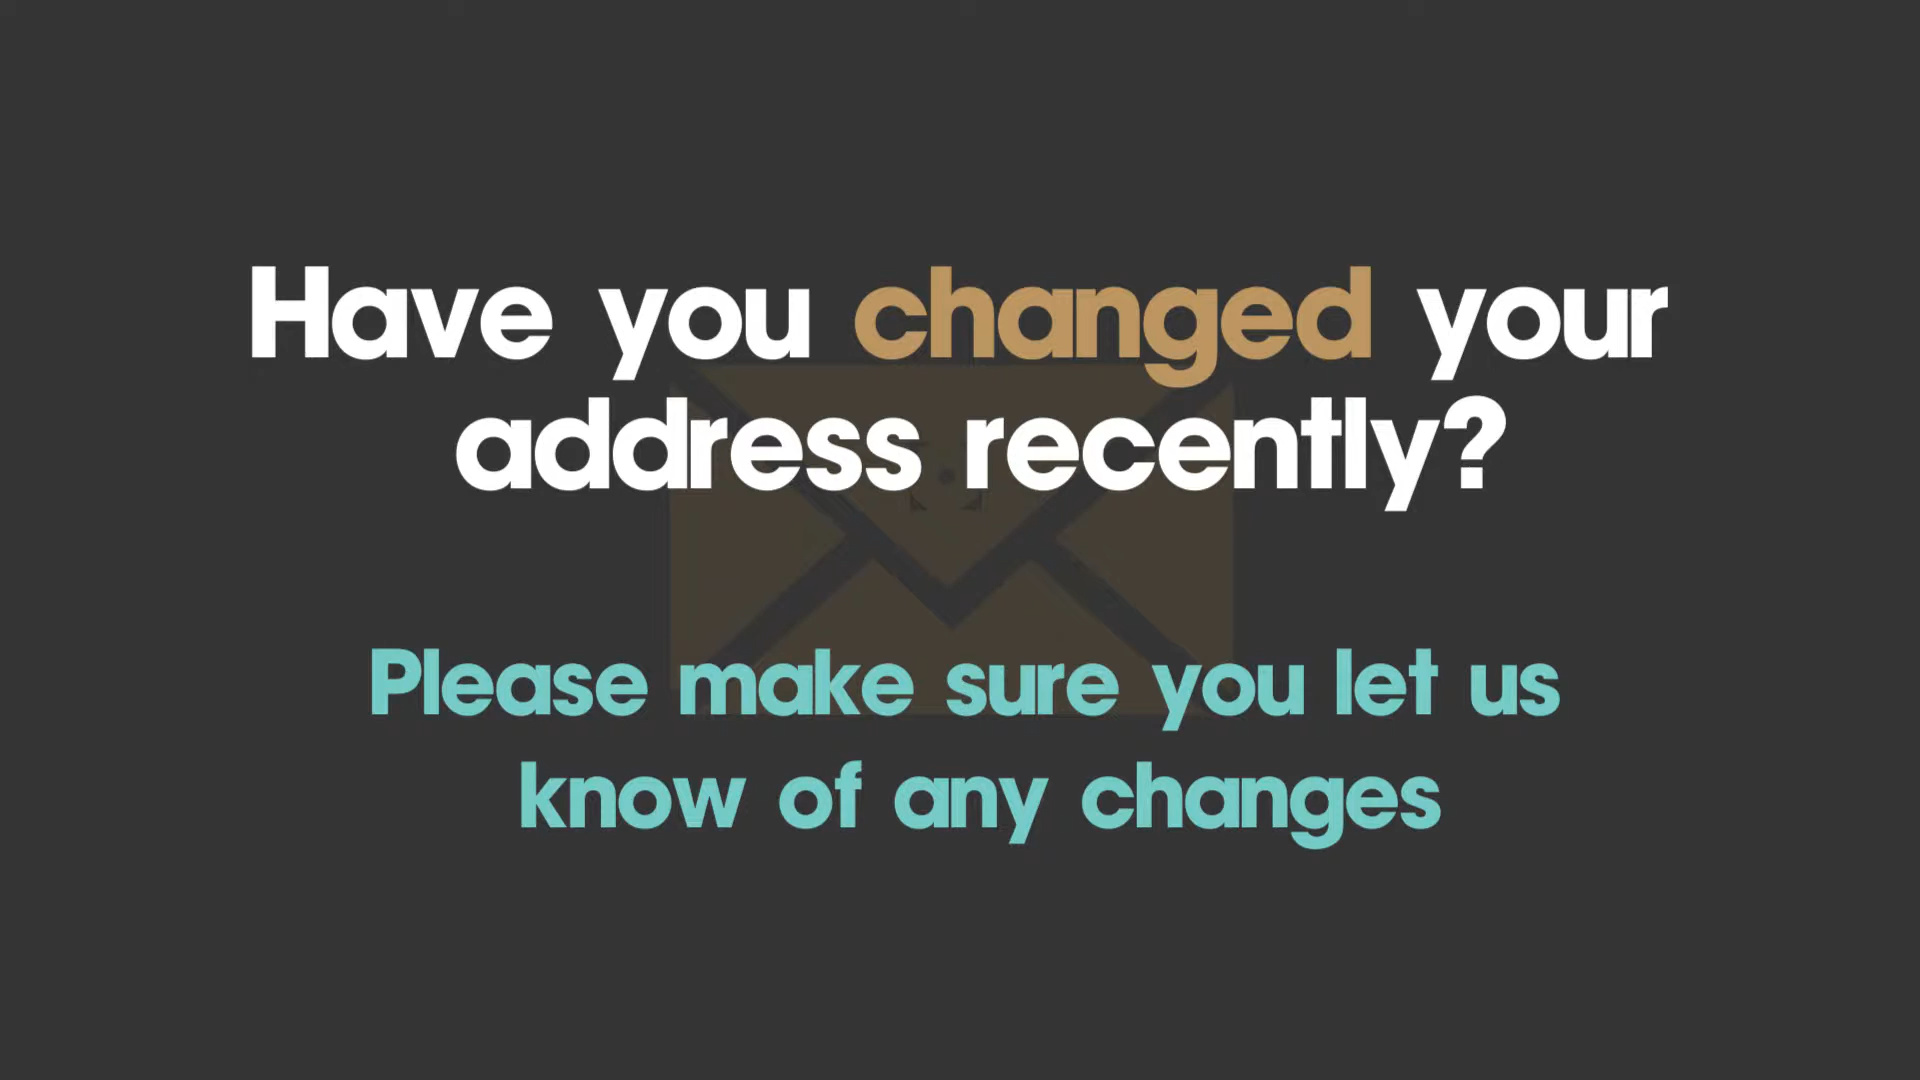 Have you changed your
address recently?
Please make sure you let us
know of any changes